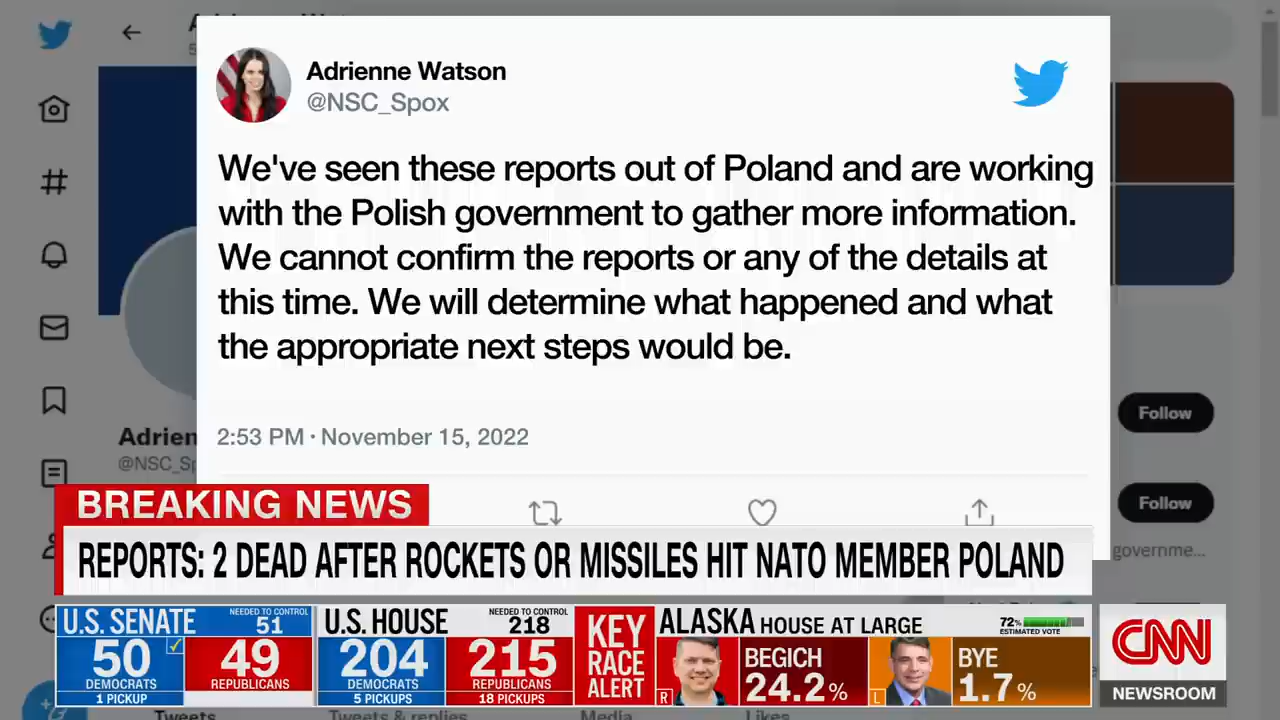 Adrienne Watson
@NSC_Spox
We've seen these reports out of Poland and are working
with the Polish government to gather more information.
We cannot confirm the reports or any of the details at
this time. We will determine what happened and what
the appropriate next steps would be.
2:53 PM · November 15, 2022
Follow
Adrien
@NSC_Sp
Follow
governme...
BREAKING NEWS
REPORTS: 2 DEAD AFTER ROCKETS OR MISSILES HIT NATO MEMBER POLAND
U.S. SENATE NEEDED TO CONTROL 51
50 DEMOCRATS 1 PICKUP
49 REPUBLICANS
U.S. HOUSE NEEDED TO CONTROL 218
204 DEMOCRATS 5 PICKUPS
215 REPUBLICANS 18 PICKUPS
KEY RACE ALERT
ALASKA HOUSE AT LARGE
72% ESTIMATED VOTE
R BEGICH 24.2%
L BYE 1.7%
CNN
NEWSROOM
Tweets
Tweets & replies
Media
Likes